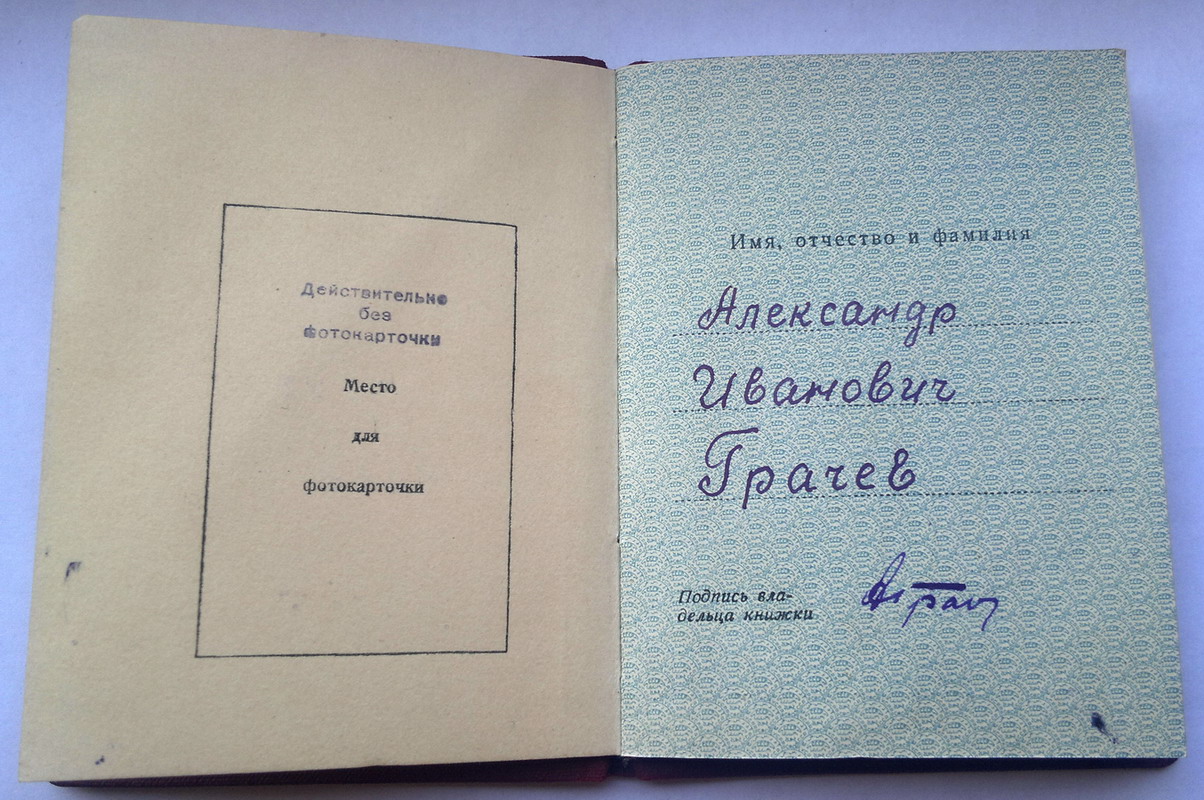 Действительно
без
фотокарточки
Место
для
фотокарточки
Имя, отчество и фамилия
Александр
Иванович
Грачев
Подпись вла-
дельца книжки